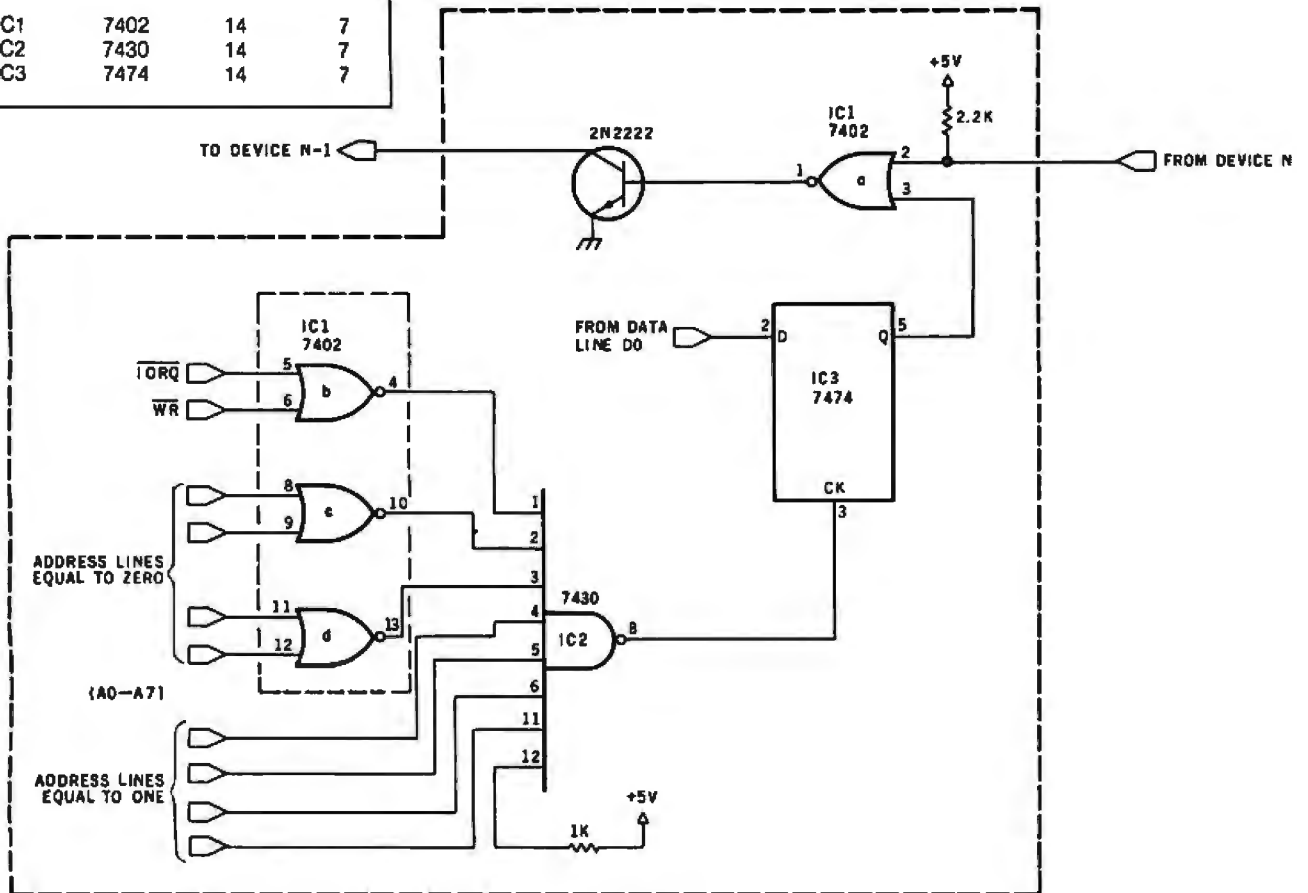 C1 7402 14 7
C2 7430 14 7
C3 7474 14 7
+5V
2.2K
IC1
7402
2N2222
TO DEVICE N-1
1
a
2
3
FROM DEVICE N
IC1
7402
FROM DATA
LINE D0
2
D
Q
5
IC3
7474
CK
3
IORQ
WR
5
6
b
4
8
9
c
10
ADDRESS LINES
EQUAL TO ZERO
11
12
d
13
(A0–A7)
ADDRESS LINES
EQUAL TO ONE
1
2
3
4
5
6
11
12
7430
IC2
8
1K
+5V